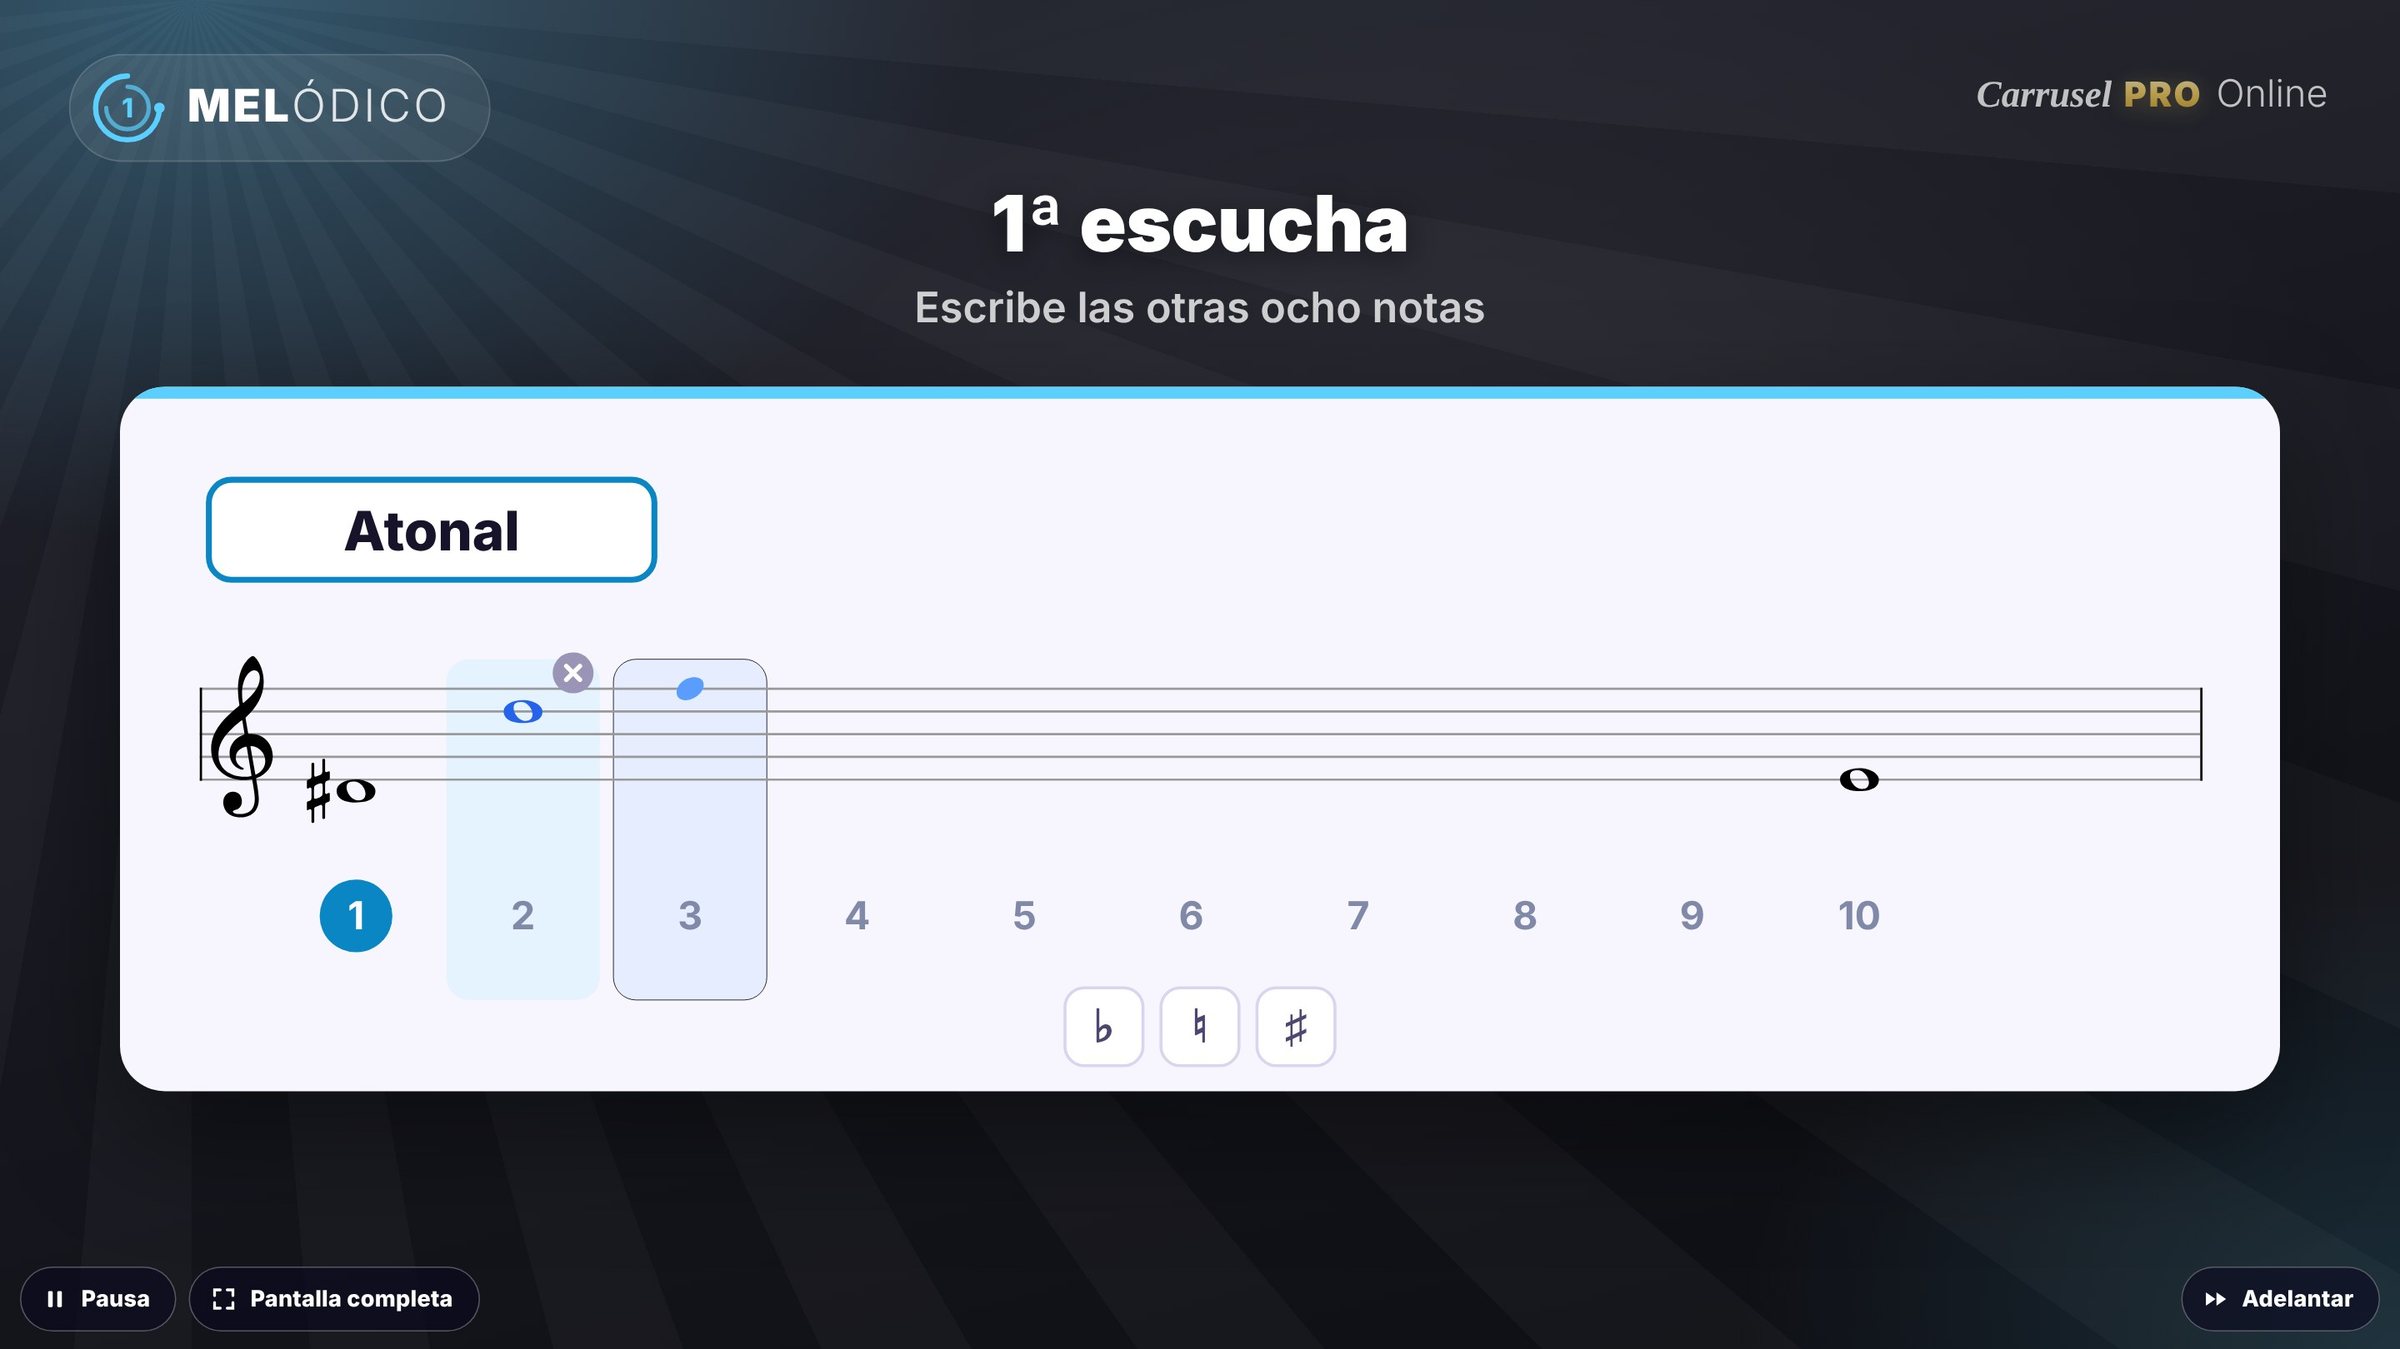 1 MELÓDICO
Carrusel PRO Online
1ª escucha
Escribe las otras ocho notas
Atonal
1 2 3 4 5 6 7 8 9 10
♭ ♮ ♯
Pausa
Pantalla completa
Adelantar